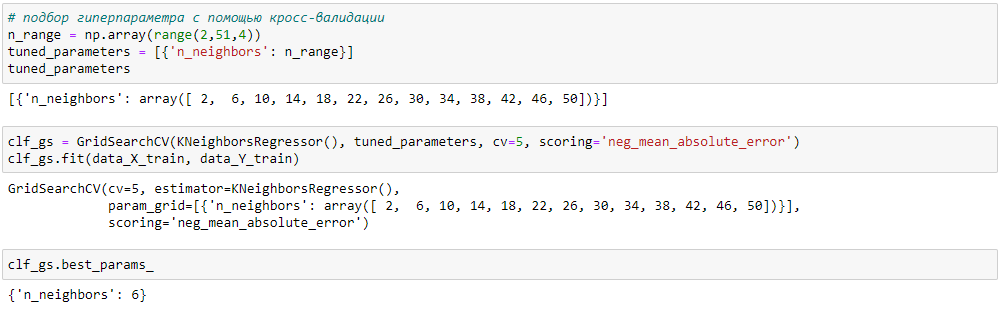 # подбор гиперпараметра с помощью кросс-валидации
n_range = np.array(range(2,51,4))
tuned_parameters = [{'n_neighbors': n_range}]
tuned_parameters
[{'n_neighbors': array([ 2,  6, 10, 14, 18, 22, 26, 30, 34, 38, 42, 46, 50])}]
clf_gs = GridSearchCV(KNeighborsRegressor(), tuned_parameters, cv=5, scoring='neg_mean_absolute_error')
clf_gs.fit(data_X_train, data_Y_train)
GridSearchCV(cv=5, estimator=KNeighborsRegressor(),
             param_grid=[{'n_neighbors': array([ 2,  6, 10, 14, 18, 22, 26, 30, 34, 38, 42, 46, 50])}],
             scoring='neg_mean_absolute_error')
clf_gs.best_params_
{'n_neighbors': 6}